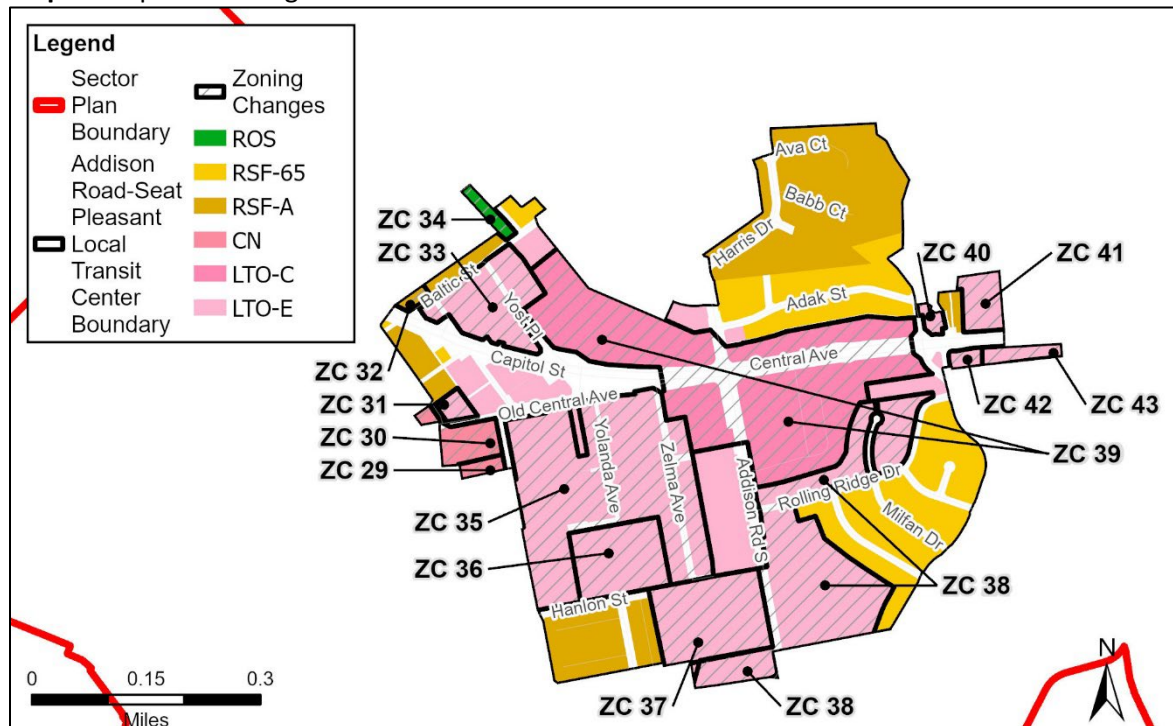 Legend
Sector
Plan
Boundary
Addison
Road-Seat
Pleasant
Local
Transit
Center
Boundary
Zoning
Changes
ROS
RSF-65
RSF-A
CN
LTO-C
LTO-E
Ava Ct
Babb Ct
Harris Dr
Adak St
ZC 34
ZC 33
ZC 40
ZC 41
Baltic St
Yost Pl
Capitol St
Central Ave
ZC 32
Old Central Ave
ZC 42
ZC 43
ZC 31
ZC 30
ZC 29
Yolanda Ave
Zelma Ave
Addison Rd S
ZC 39
Rolling Ridge Dr
Milfan Dr
ZC 35
ZC 36
ZC 38
Hanlon St
ZC 37
ZC 38
0
0.15
0.3
Miles
N